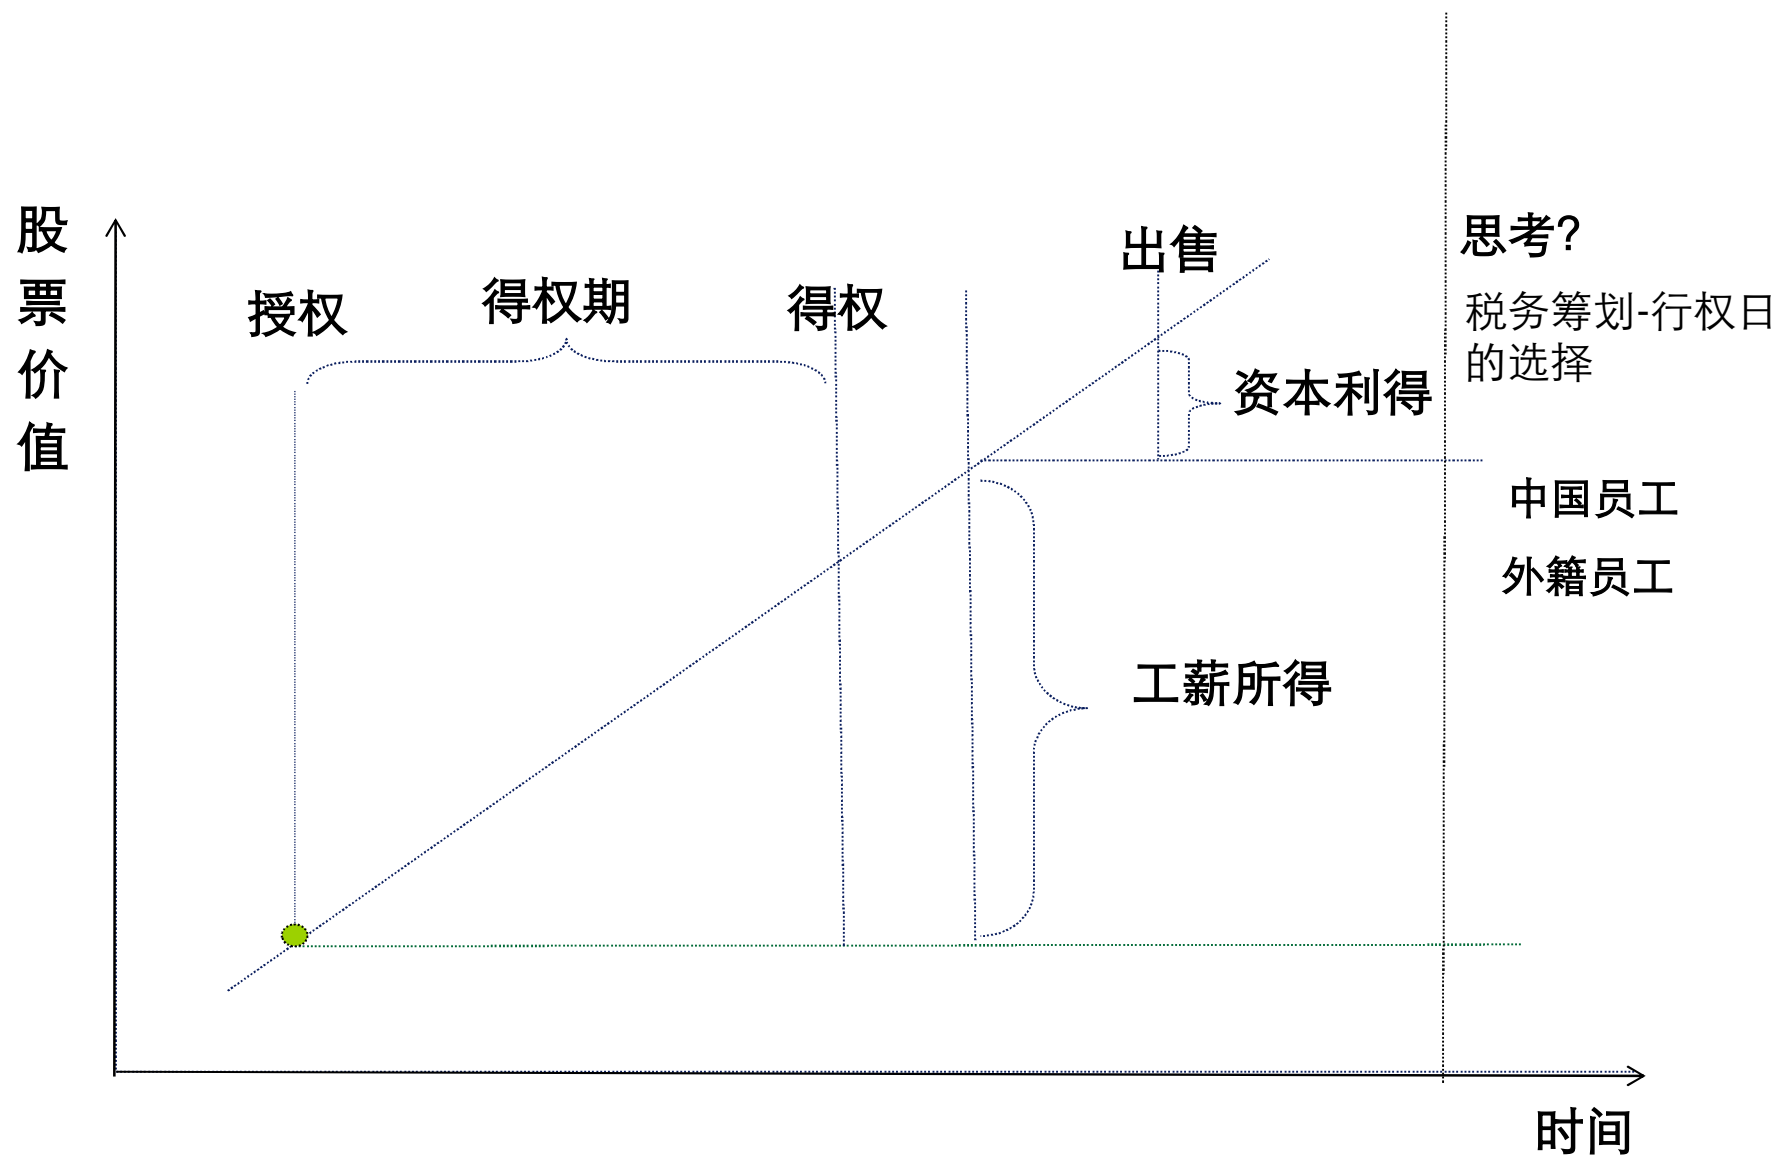 股
票
价
值
授权
得权期
得权
出售
资本利得
工薪所得
思考?
税务筹划-行权日
的选择
中国员工
外籍员工
时间